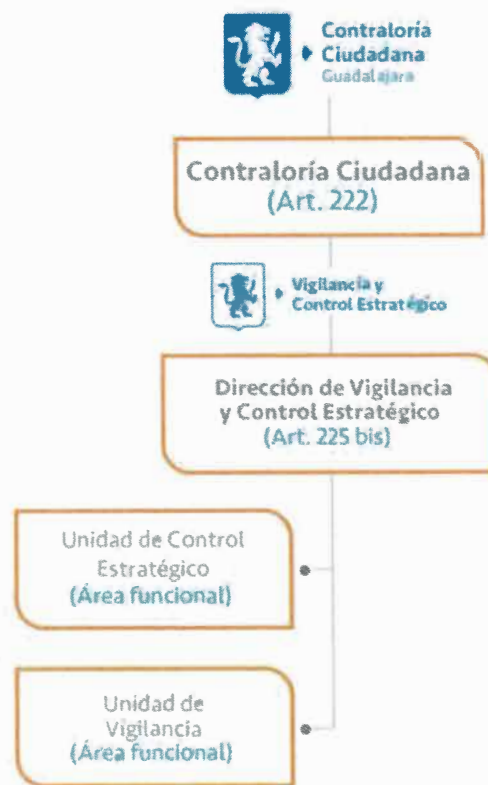 Contraloría
Ciudadana
Guadalajara
Contraloría Ciudadana
(Art. 222)
Vigilancia y
Control Estratégico
Dirección de Vigilancia
y Control Estratégico
(Art. 225 bis)
Unidad de Control
Estratégico
(Área funcional)
Unidad de
Vigilancia
(Área funcional)